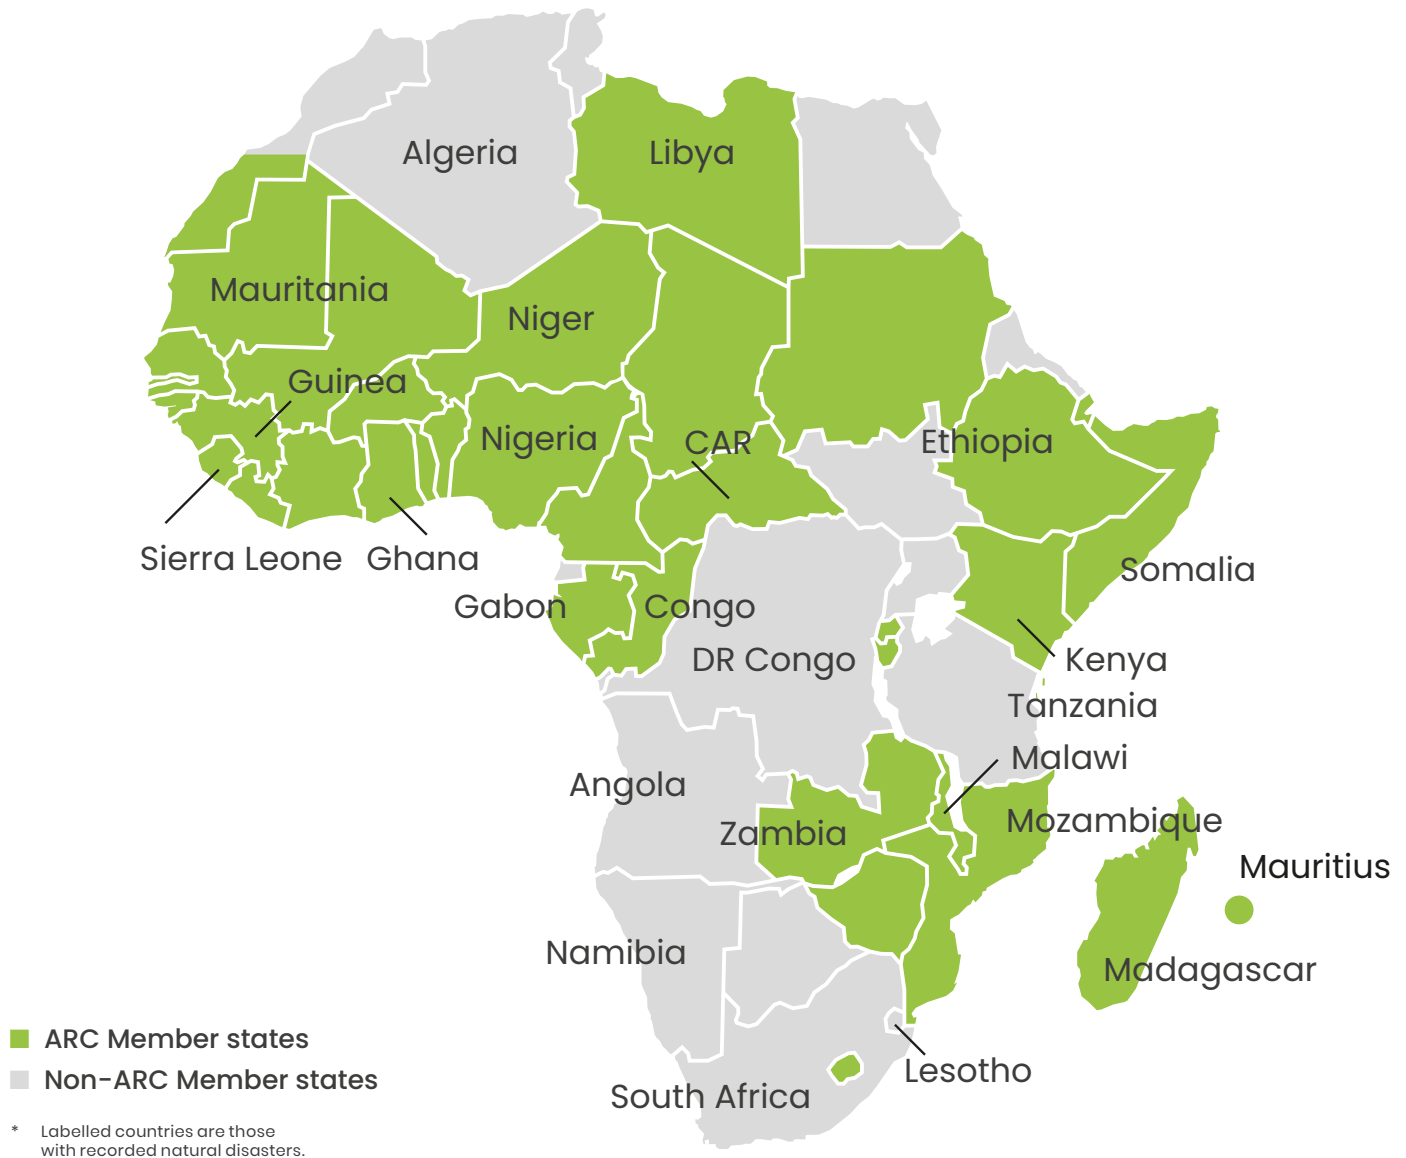 Algeria
Libya
Mauritania
Niger
Guinea
Nigeria
CAR
Ethiopia
Sierra Leone
Ghana
Somalia
Gabon
Congo
DR Congo
Kenya
Tanzania
Malawi
Angola
Zambia
Mozambique
Mauritius
Namibia
Madagascar
Lesotho
South Africa
ARC Member states
Non-ARC Member states
* Labelled countries are those
with recorded natural disasters.